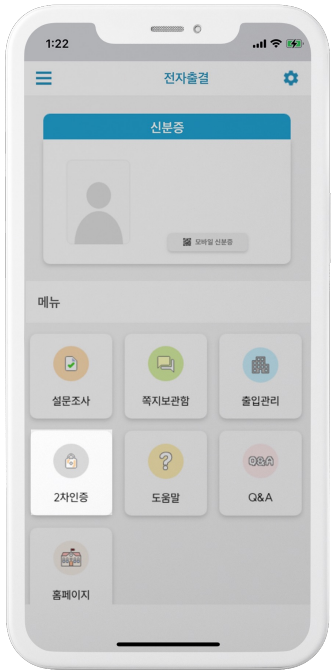 1:22
전자출결
신분증
모바일 신분증
메뉴
설문조사
쪽지보관함
출입관리
2차인증
도움말
Q&A
Q&A
홈페이지